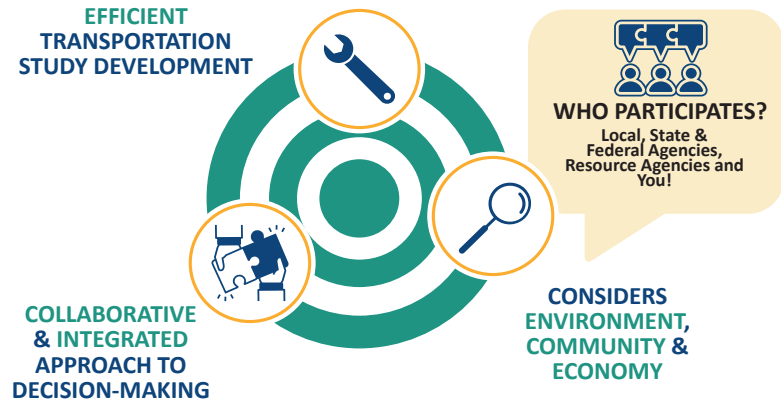 EFFICIENT
TRANSPORTATION
STUDY DEVELOPMENT
WHO PARTICIPATES?
Local, State &
Federal Agencies,
Resource Agencies and
You!
COLLABORATIVE
& INTEGRATED
APPROACH TO
DECISION-MAKING
CONSIDERS
ENVIRONMENT,
COMMUNITY &
ECONOMY